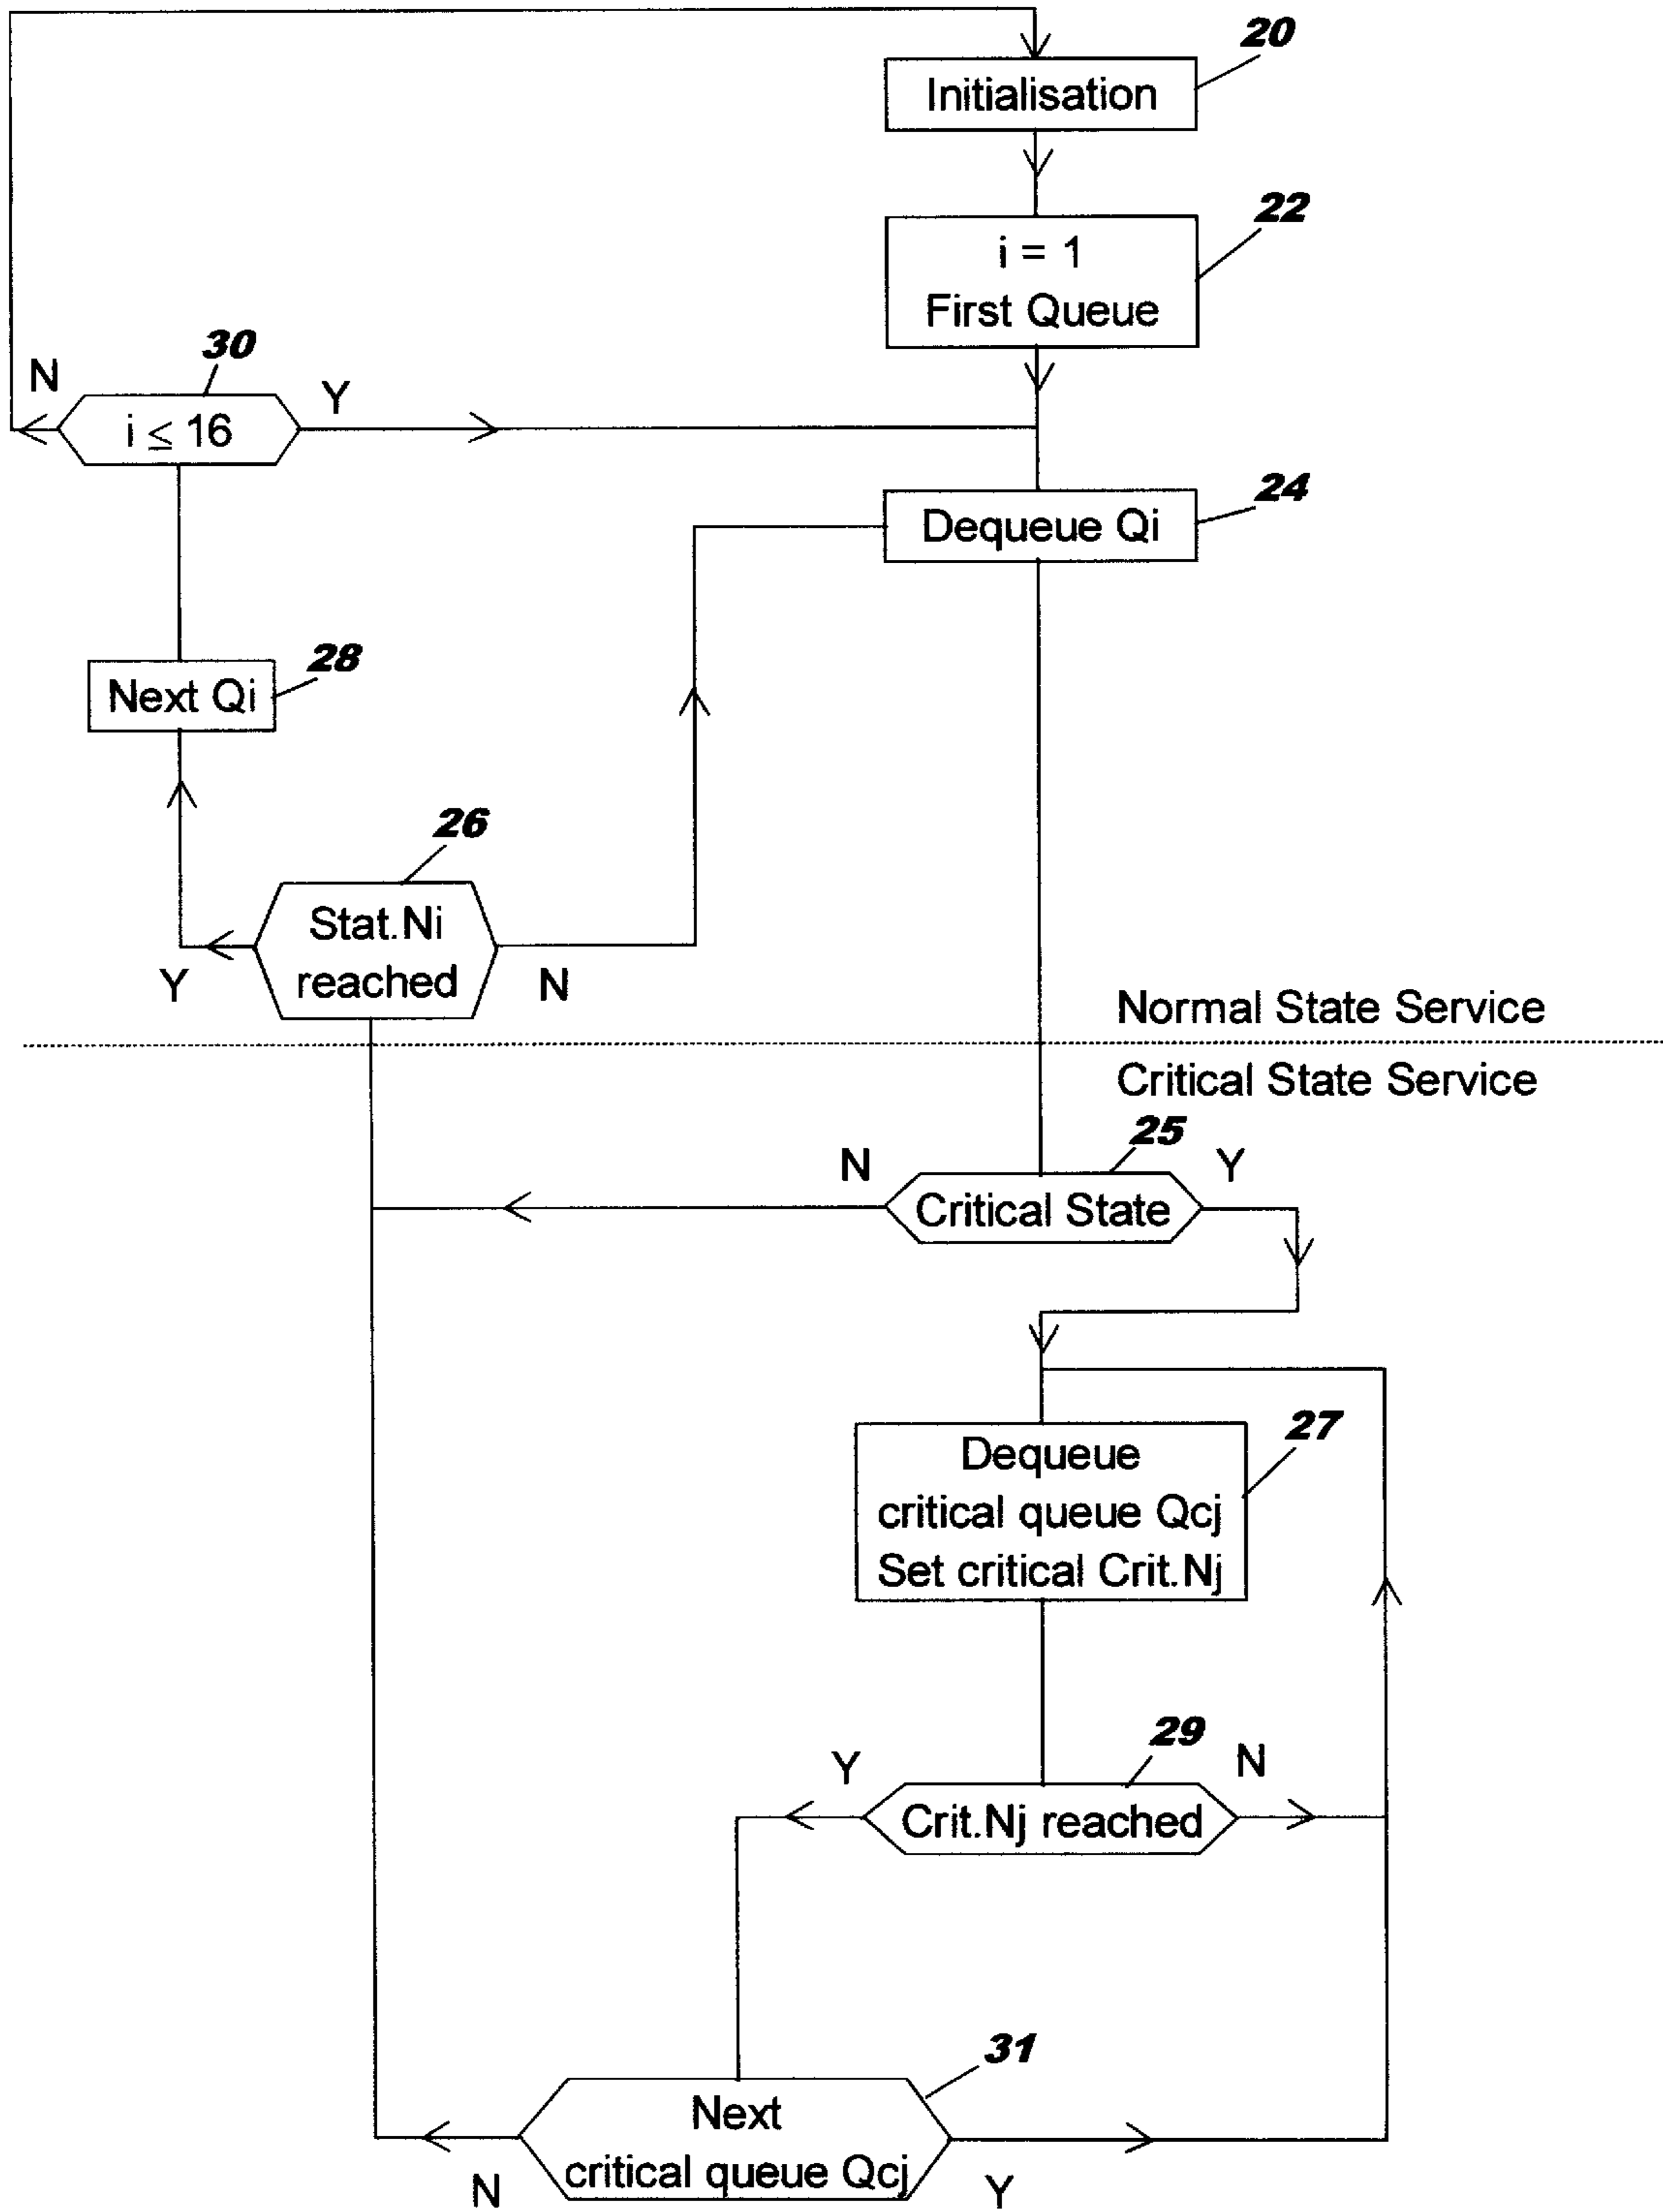 20
Initialisation
22
i = 1
First Queue
30
N
Y
i ≤ 16
24
Dequeue Qi
28
Next Qi
26
Stat.Ni
reached
Y
N
Normal State Service
Critical State Service
25
N
Y
Critical State
27
Dequeue
critical queue Qcj
Set critical Crit.Nj
29
Y
N
Crit.Nj reached
31
Next
critical queue Qcj
N
Y